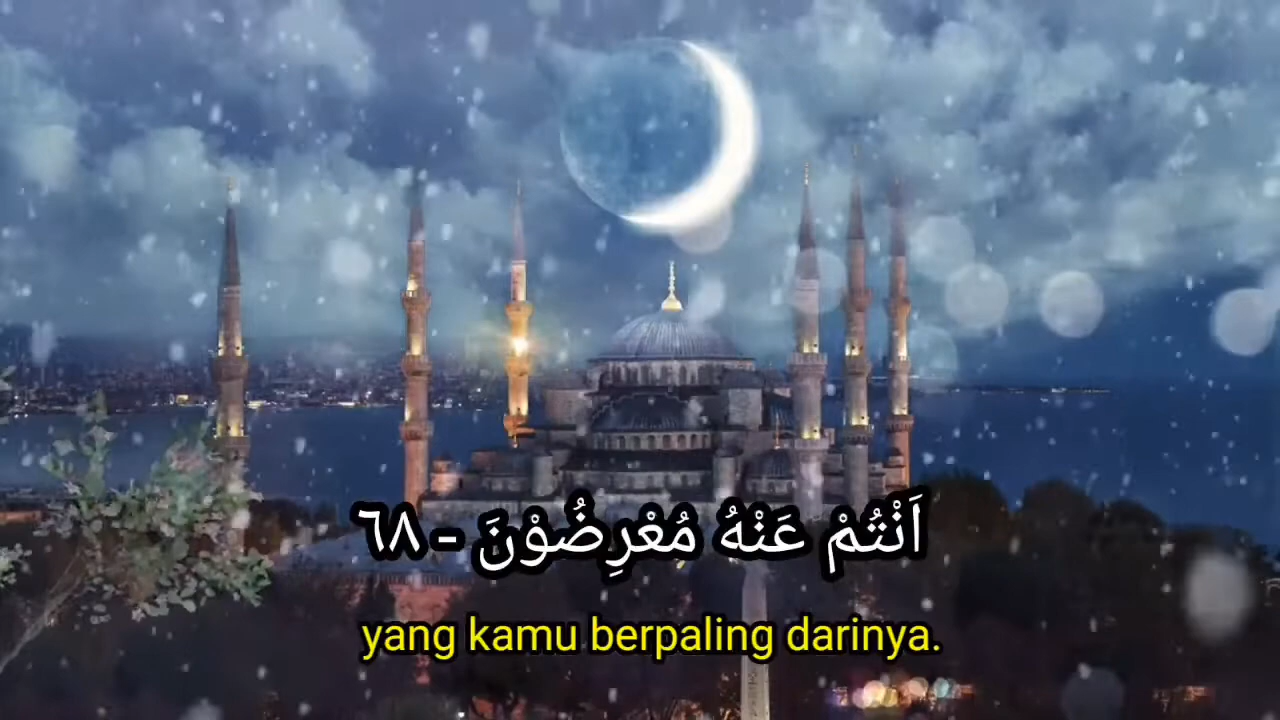 اَنْتُمْ عَنْهُ مُعْرِضُوْنَ - ٦٨
yang kamu berpaling darinya.